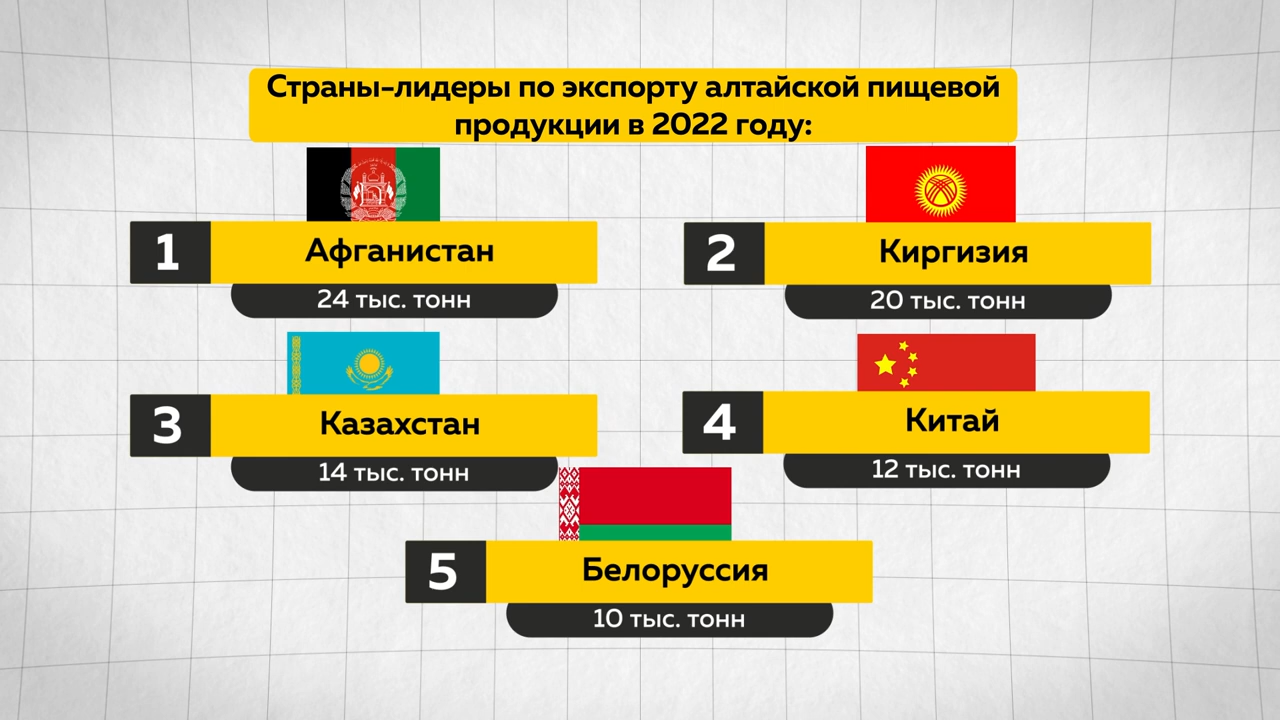 Страны-лидеры по экспорту алтайской пищевой
продукции в 2022 году:
1
Афганистан
24 тыс. тонн
2
Киргизия
20 тыс. тонн
3
Казахстан
14 тыс. тонн
4
Китай
12 тыс. тонн
5
Белоруссия
10 тыс. тонн